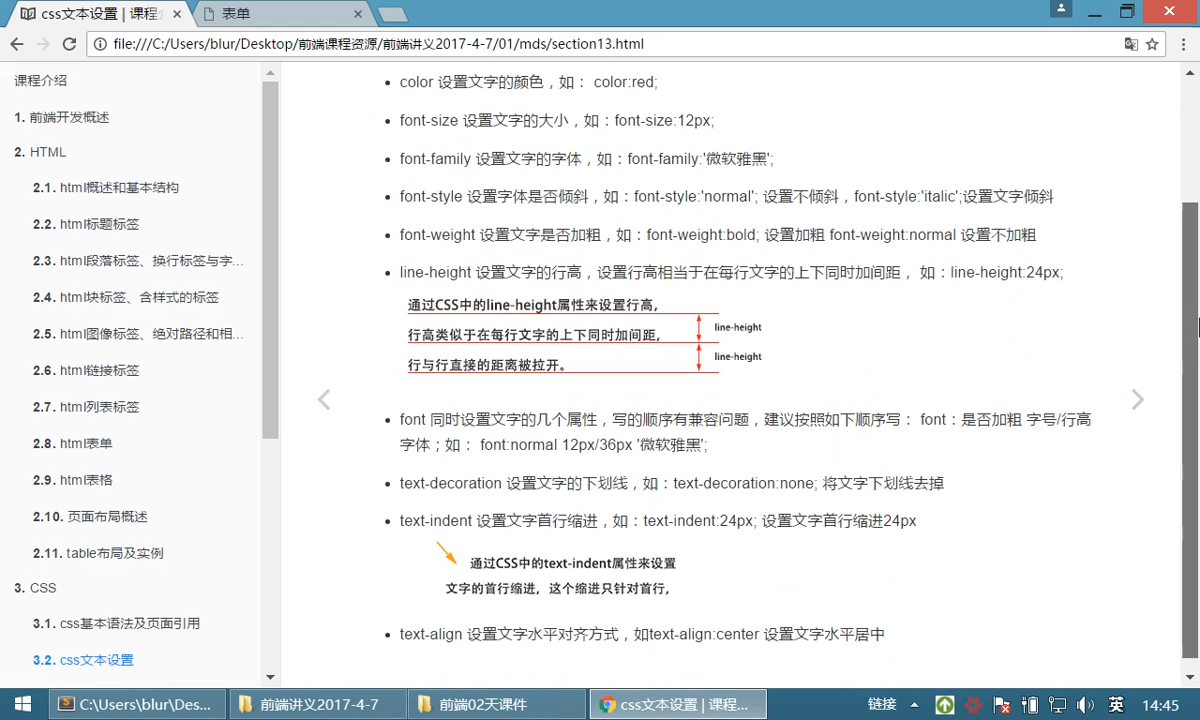 css文本设置 | 课程
表单
file:///C:/Users/blur/Desktop/前端课程资源/前端讲义2017-4-7/01/mds/section13.html
课程介绍
1. 前端开发概述
2. HTML
2.1. html概述和基本结构
2.2. html标题标签
2.3. html段落标签、换行标签与字...
2.4. html块标签、含样式的标签
2.5. html图像标签、绝对路径和相...
2.6. html链接标签
2.7. html列表标签
2.8. html表单
2.9. html表格
2.10. 页面布局概述
2.11. table布局及实例
3. CSS
3.1. css基本语法及页面引用
3.2. css文本设置
• color 设置文字的颜色，如： color:red;
• font-size 设置文字的大小，如：font-size:12px;
• font-family 设置文字的字体，如：font-family:'微软雅黑';
• font-style 设置字体是否倾斜，如：font-style:'normal'; 设置不倾斜，font-style:'italic';设置文字倾斜
• font-weight 设置文字是否加粗，如：font-weight:bold; 设置加粗 font-weight:normal 设置不加粗
• line-height 设置文字的行高，设置行高相当于在每行文字的上下同时加间距， 如：line-height:24px;
通过CSS中的line-height属性来设置行高,
line-height
行高类似于在每行文字的上下同时加间距,
line-height
行与行直接的距离被拉开。
• font 同时设置文字的几个属性，写的顺序有兼容问题，建议按照如下顺序写： font：是否加粗 字号/行高
字体；如： font:normal 12px/36px '微软雅黑';
• text-decoration 设置文字的下划线，如：text-decoration:none; 将文字下划线去掉
• text-indent 设置文字首行缩进，如：text-indent:24px; 设置文字首行缩进24px
通过CSS中的text-indent属性来设置
文字的首行缩进，这个缩进只针对首行,
• text-align 设置文字水平对齐方式，如text-align:center 设置文字水平居中
C:\Users\blur\Des...
前端讲义2017-4-7
前端02天课件
css文本设置 | 课程...
链接
英
14:45